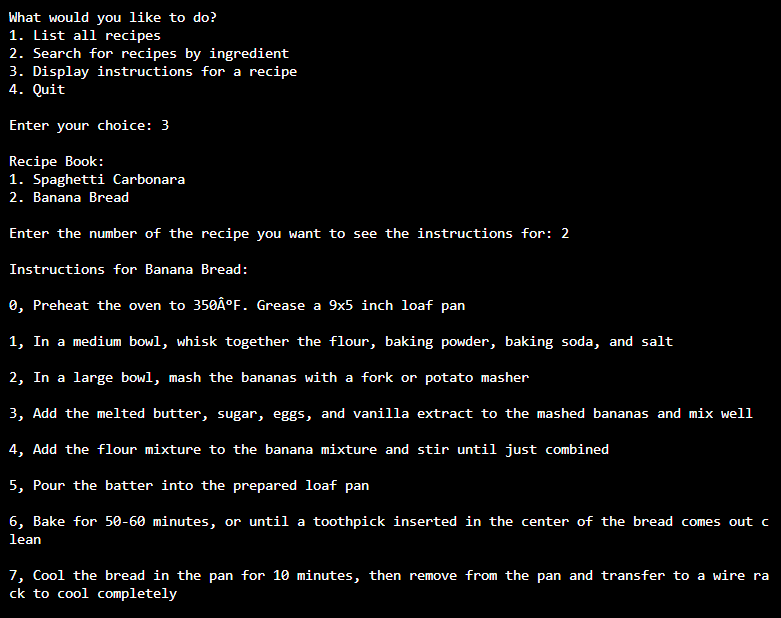 What would you like to do?
1. List all recipes
2. Search for recipes by ingredient
3. Display instructions for a recipe
4. Quit
Enter your choice: 3
Recipe Book:
1. Spaghetti Carbonara
2. Banana Bread
Enter the number of the recipe you want to see the instructions for: 2
Instructions for Banana Bread:
0, Preheat the oven to 350ÂºF. Grease a 9x5 inch loaf pan
1, In a medium bowl, whisk together the flour, baking powder, baking soda, and salt
2, In a large bowl, mash the bananas with a fork or potato masher
3, Add the melted butter, sugar, eggs, and vanilla extract to the mashed bananas and mix well
4, Add the flour mixture to the banana mixture and stir until just combined
5, Pour the batter into the prepared loaf pan
6, Bake for 50-60 minutes, or until a toothpick inserted in the center of the bread comes out c
lean
7, Cool the bread in the pan for 10 minutes, then remove from the pan and transfer to a wire ra
ck to cool completely